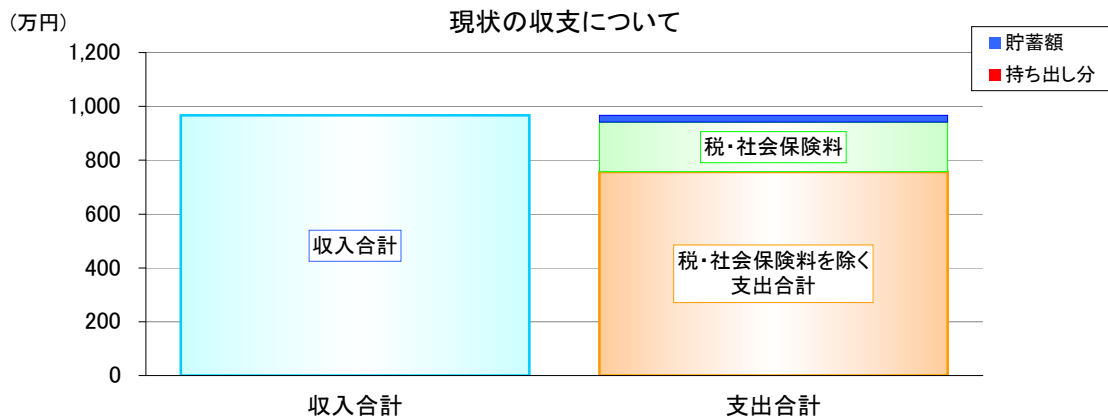 (万円)
現状の収支について
貯蓄額
持ち出し分
1,200
1,000
800
600
400
200
0
税・社会保険料
収入合計
税・社会保険料を除く
支出合計
収入合計
支出合計